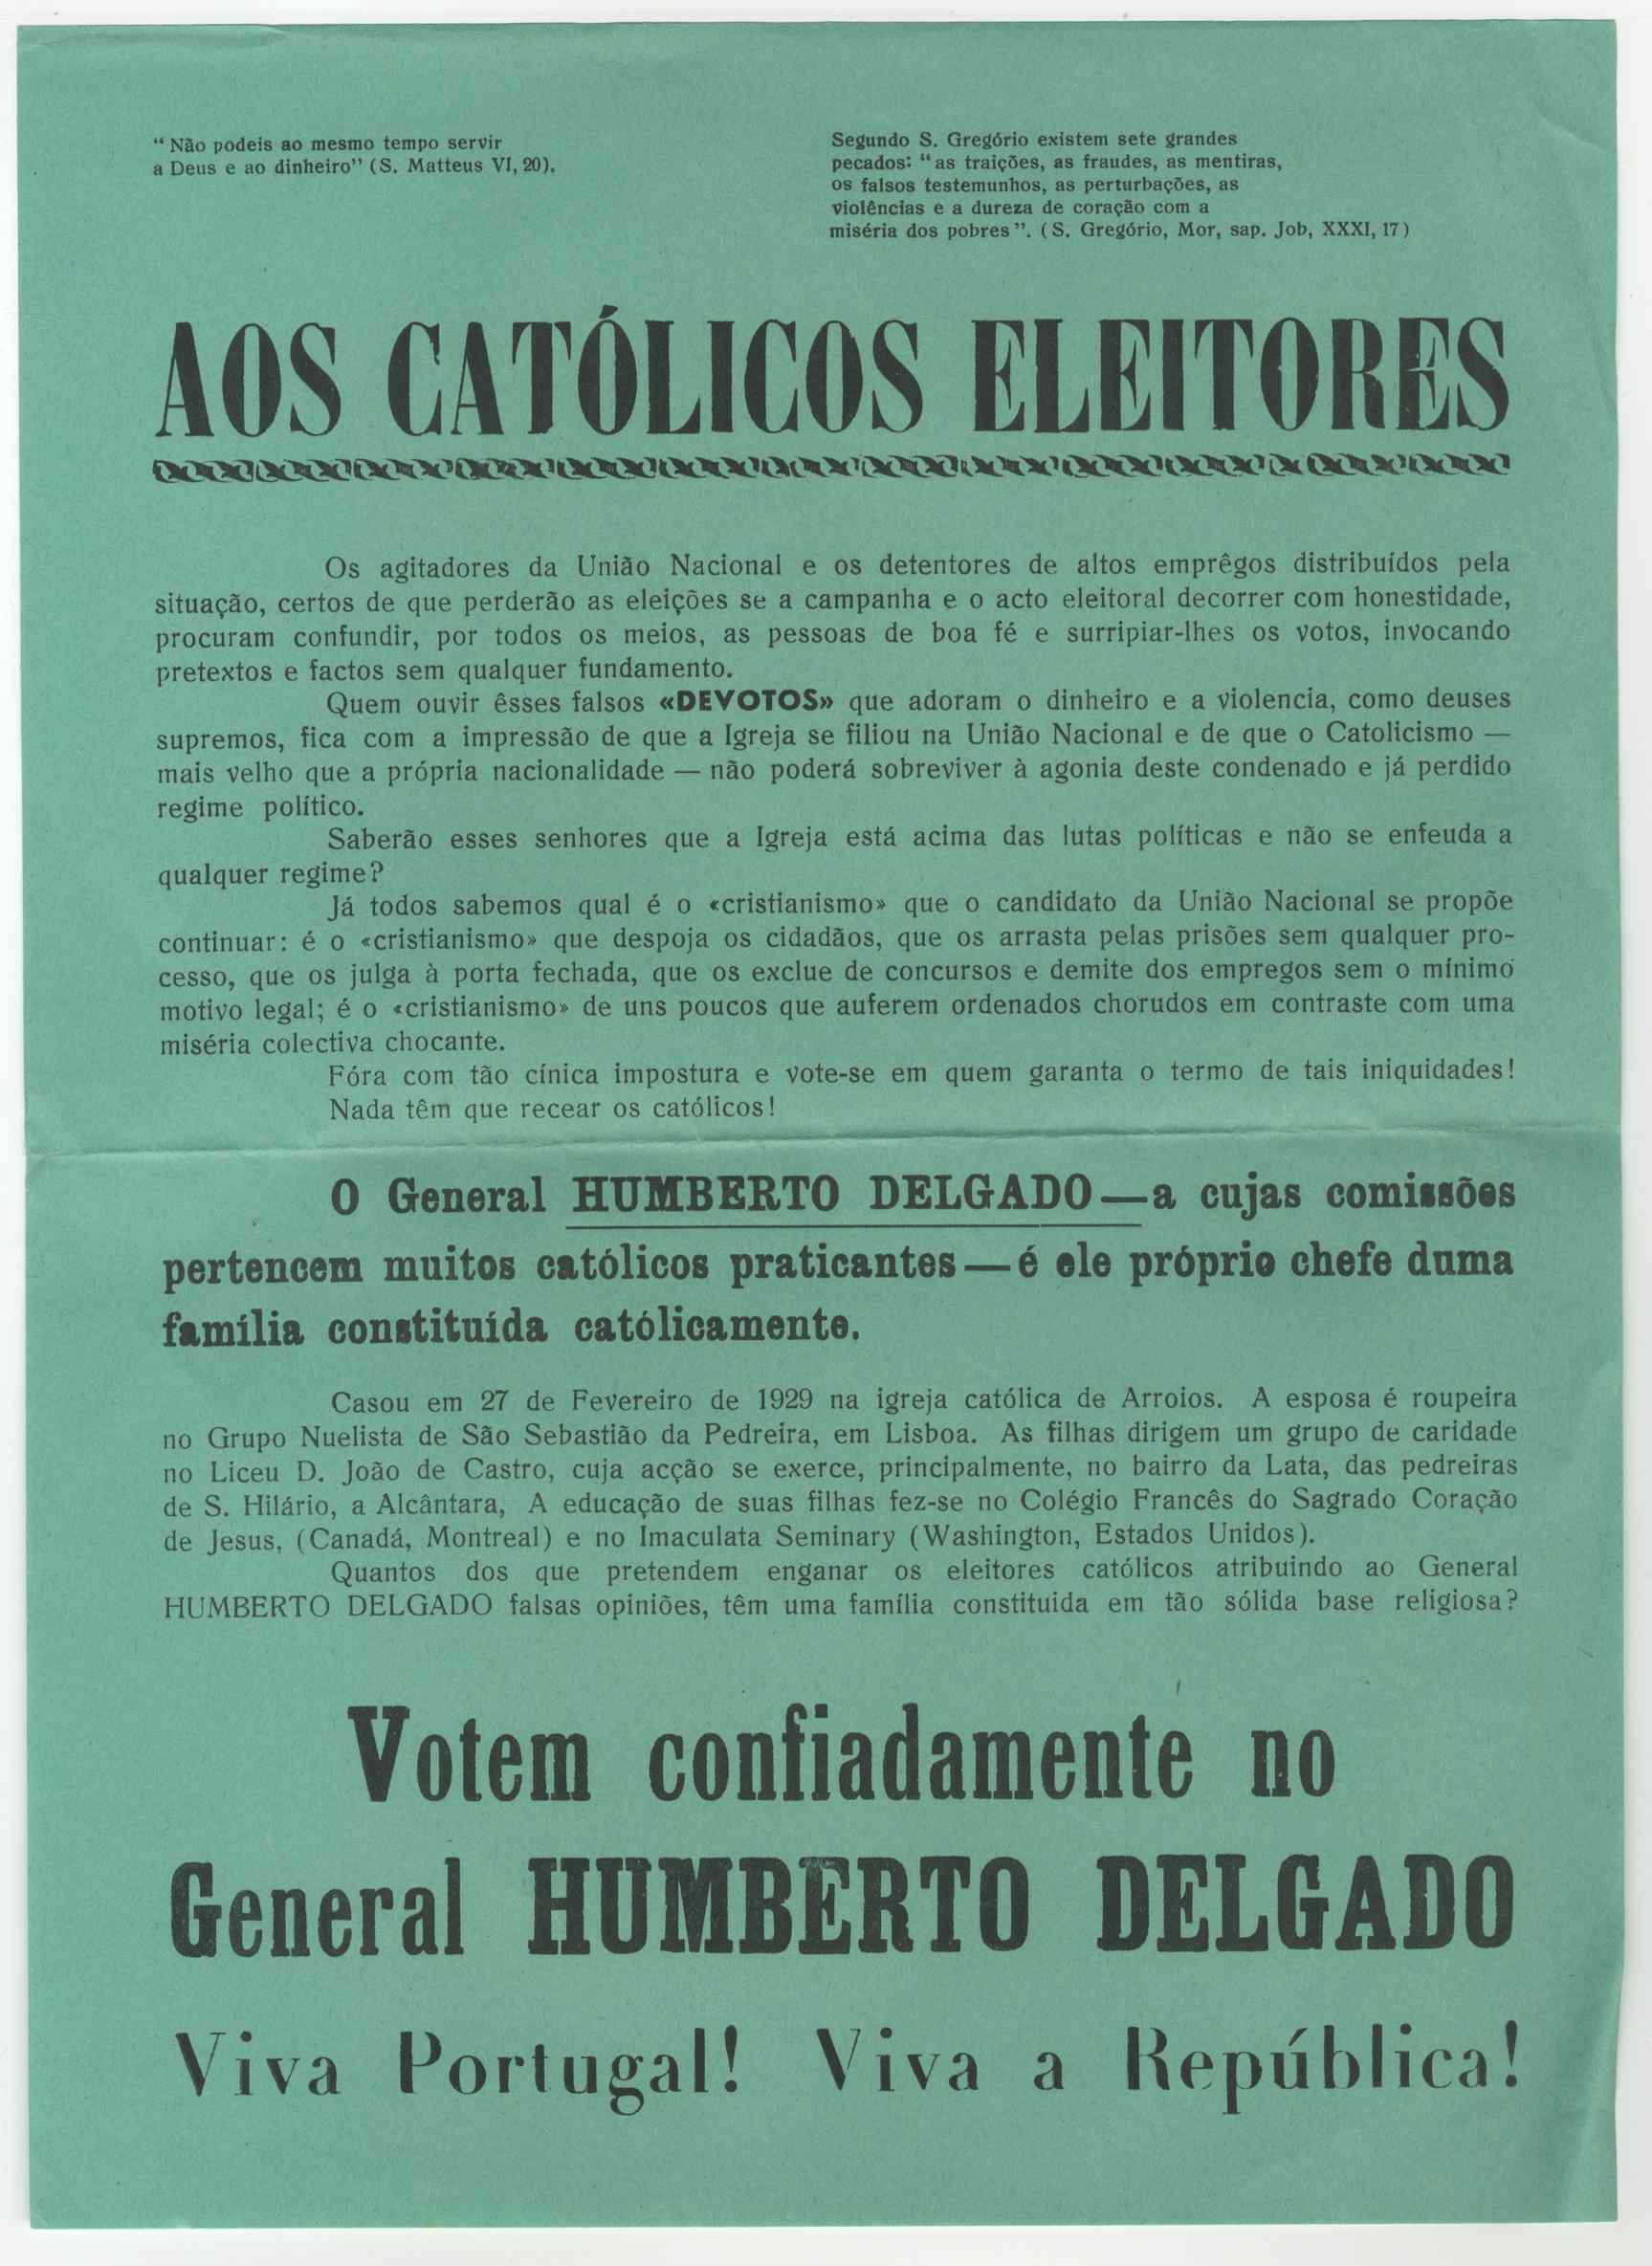 “Não podeis ao mesmo tempo servir
a Deus e ao dinheiro” (S. Matteus VI, 20).
Segundo S. Gregório existem sete grandes
pecados: “as traições, as fraudes, as mentiras,
os falsos testemunhos, as perturbações, as
violências e a dureza de coração com a
miséria dos pobres”. (S. Gregório, Mor, sap. Job, XXXI, 17)
AOS CATÓLICOS ELEITORES
Os agitadores da União Nacional e os detentores de altos emprêgos distribuídos pela
situação, certos de que perderão as eleições se a campanha e o acto eleitoral decorrer com honestidade,
procuram confundir, por todos os meios, as pessoas de boa fé e surripiar-lhes os votos, invocando
pretextos e factos sem qualquer fundamento.
Quem ouvir êsses falsos «DEVOTOS» que adoram o dinheiro e a violencia, como deuses
supremos, fica com a impressão de que a Igreja se filiou na União Nacional e de que o Catolicismo —
mais velho que a própria nacionalidade — não poderá sobreviver à agonia deste condenado e já perdido
regime político.
Saberão esses senhores que a Igreja está acima das lutas políticas e não se enfeuda a
qualquer regime?
Já todos sabemos qual é o «cristianismo» que o candidato da União Nacional se propõe
continuar: é o «cristianismo» que despoja os cidadãos, que os arrasta pelas prisões sem qualquer pro-
cesso, que os julga à porta fechada, que os exclue de concursos e demite dos empregos sem o mínimo
motivo legal; é o «cristianismo» de uns poucos que auferem ordenados chorudos em contraste com uma
miséria colectiva chocante.
Fóra com tão cínica impostura e vote-se em quem garanta o termo de tais iniquidades!
Nada têm que recear os católicos!
O General HUMBERTO DELGADO—a cujas comissões
pertencem muitos católicos praticantes—é ele próprio chefe duma
família constituída católicamente.
Casou em 27 de Fevereiro de 1929 na igreja católica de Arroios. A esposa é roupeira
no Grupo Nuelista de São Sebastião da Pedreira, em Lisboa. As filhas dirigem um grupo de caridade
no Liceu D. João de Castro, cuja acção se exerce, principalmente, no bairro da Lata, das pedreiras
de S. Hilário, a Alcântara, A educação de suas filhas fez-se no Colégio Francês do Sagrado Coração
de Jesus, (Canadá, Montreal) e no Imaculata Seminary (Washington, Estados Unidos).
Quantos dos que pretendem enganar os eleitores católicos atribuindo ao General
HUMBERTO DELGADO falsas opiniões, têm uma família constituida em tão sólida base religiosa?
Votem confiadamente no
General HUMBERTO DELGADO
Viva Portugal! Viva a República!